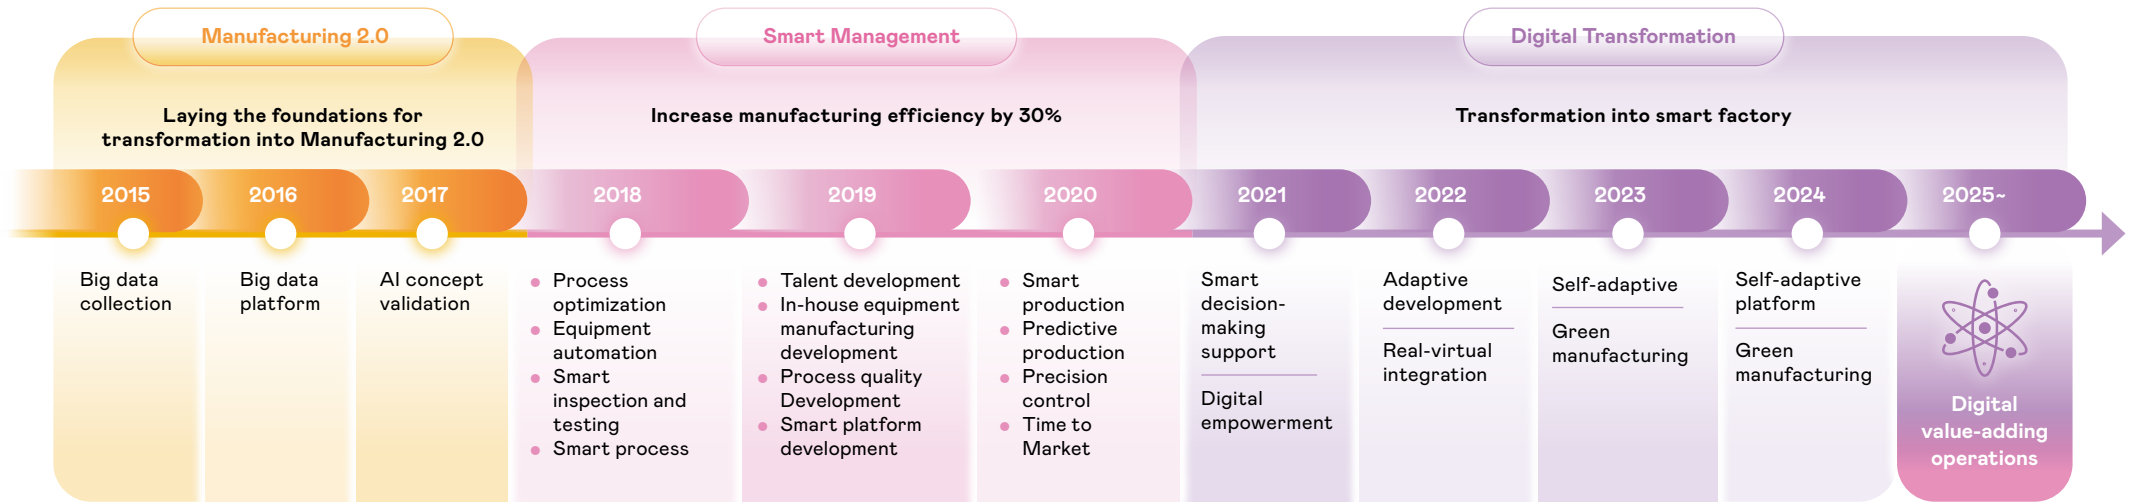 Manufacturing 2.0
Laying the foundations for
transformation into Manufacturing 2.0
Smart Management
Increase manufacturing efficiency by 30%
Digital Transformation
Transformation into smart factory
2015
Big data
collection
2016
Big data
platform
2017
AI concept
validation
2018
Process
optimization
Equipment
automation
Smart
inspection and
testing
Smart process
2019
Talent development
In-house equipment
manufacturing
development
Process quality
Development
Smart platform
development
2020
Smart
production
Predictive
production
Precision
control
Time to
Market
2021
Smart
decision-
making
support
Digital
empowerment
2022
Adaptive
development
Real-virtual
integration
2023
Self-adaptive
Green
manufacturing
2024
Self-adaptive
platform
Green
manufacturing
2025~
Digital
value-adding
operations